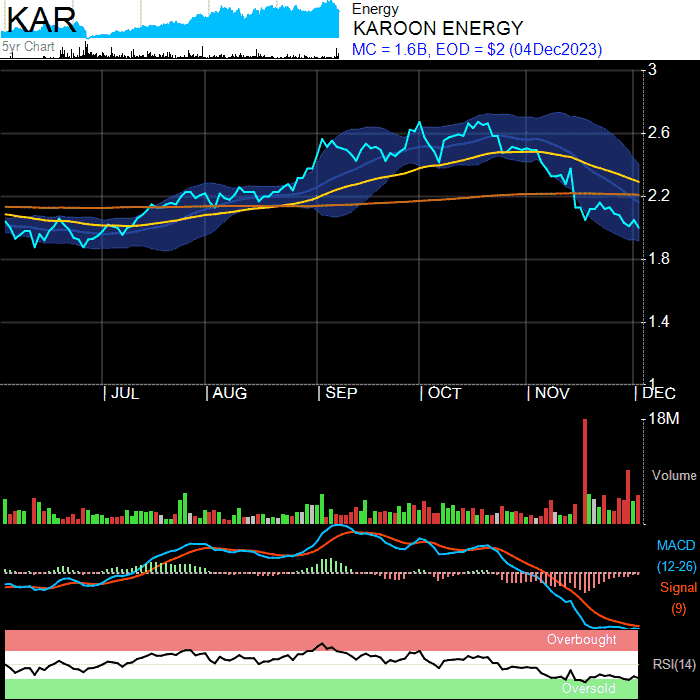 KAR
5yr Chart
Energy
KAROON ENERGY
MC = 1.6B, EOD = $2 (04Dec2023)
3
2.6
2.2
1.8
1.4
1
JUL AUG SEP OCT NOV DEC
18M
Volume
MACD
(12-26)
Signal
(9)
Overbought
RSI(14)
Oversold